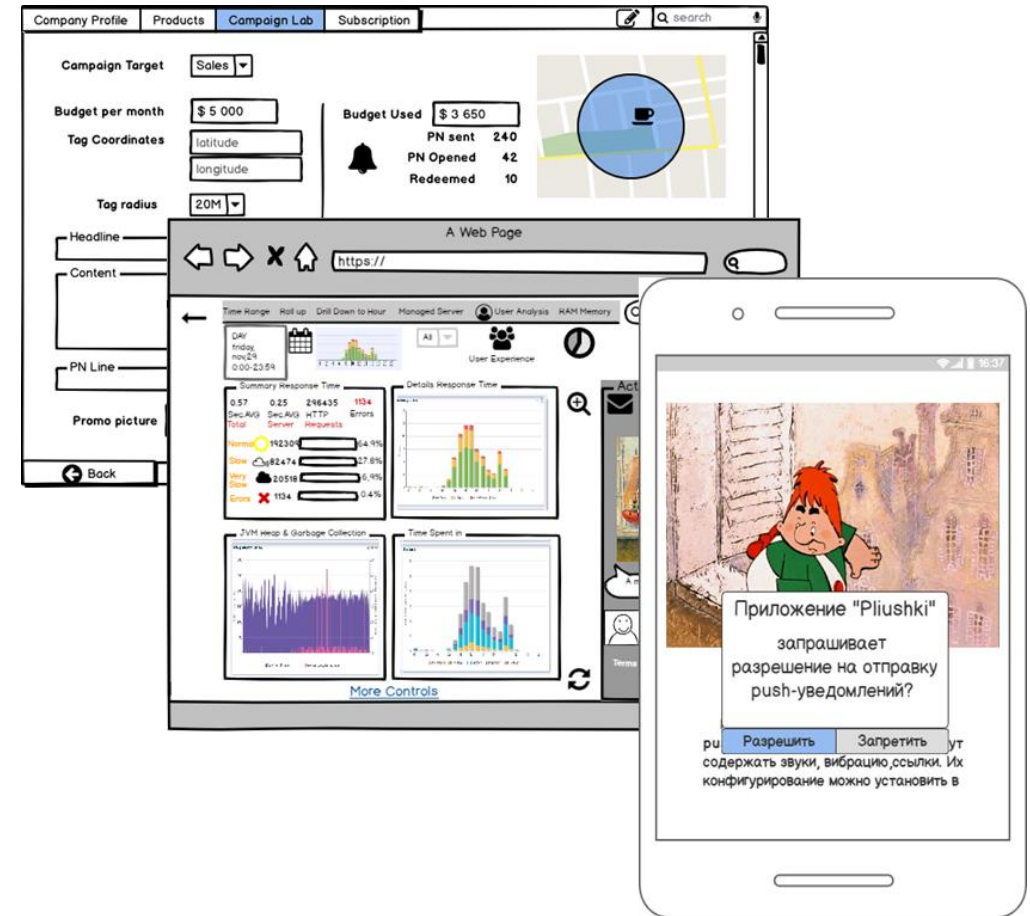 Company Profile
Products
Campaign Lab
Subscription
search
Campaign Target
Sales
Budget per month
$ 5 000
Tag Coordinates
latitude
longitude
Tag radius
20M
Budget Used
$ 3 650
PN sent 240
PN Opened 42
Redeemed 10
Headline
Content
PN Line
Promo picture
Back
A Web Page
https://
Time Range
Roll up
Drill Down to Hour
Managed Server
User Analysis
RAM Memory
DAY
friday,
nov,29
0:00-23:59
All
User Experience
Summary Response Time
0.57 0.25 296435 1134
Sec.AVG Sec.AVG HTTP Errors
Total Server Requests
Normal 192309 64.9%
Slow 82474 27.8%
Very
Slow 20518 6.9%
Erors 1134 0.4%
Details Response Time
JVM Heap & Garbage Collection
Time Spent in
More Controls
Act
A m
Terms
16:37
Приложение "Pliushki"
запрашивает
разрешение на отправку
push-уведомлений?
Разрешить
Запретить
pu
ут
содержать звуки, вибрацию,ссылки. Их
конфигурирование можно установить в